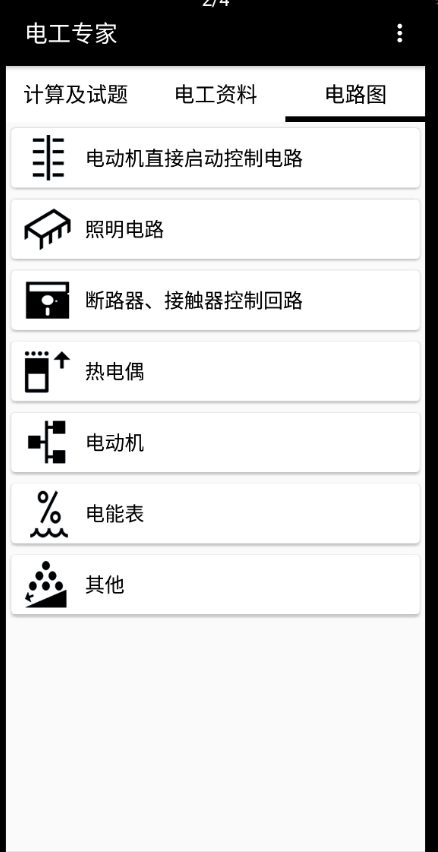 2/4
电工专家
计算及试题 电工资料 电路图
电动机直接启动控制电路
照明电路
断路器、接触器控制回路
热电偶
电动机
电能表
其他